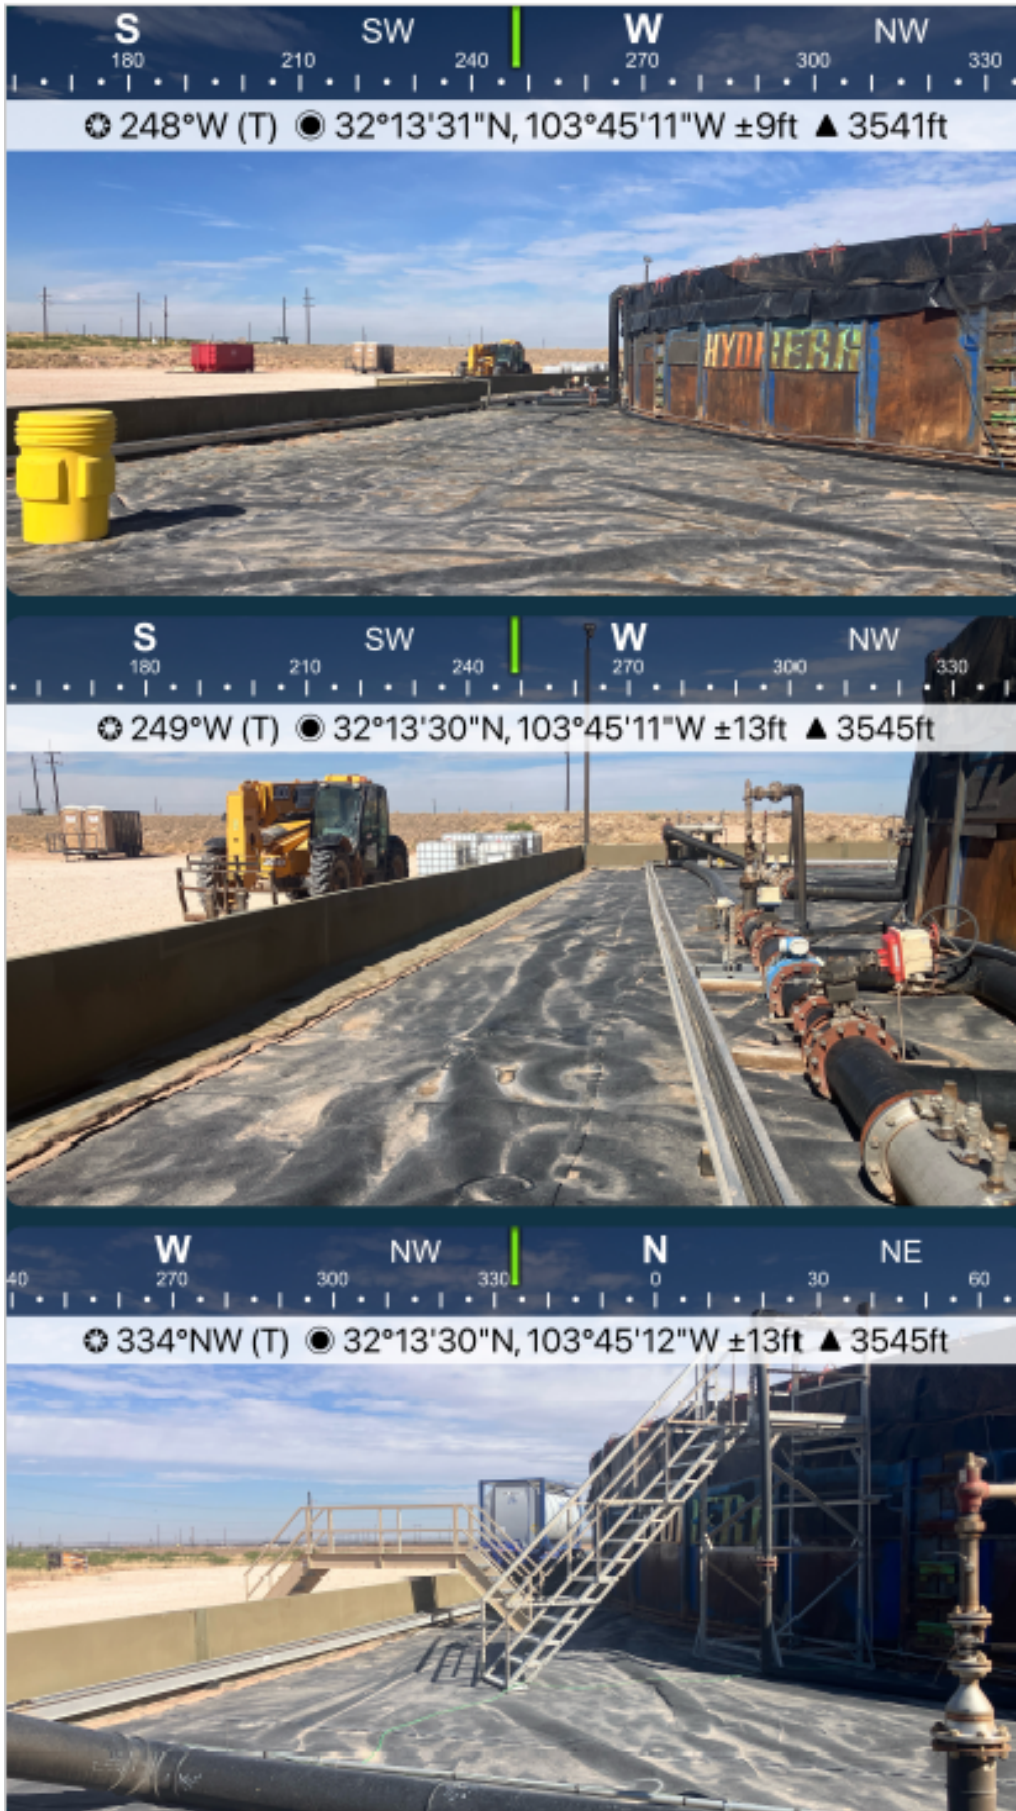 S SW W NW
180 210 240 270 300 330
248°W (T) 32°13'31"N, 103°45'11"W ±9ft ▲ 3541ft
S SW W NW
180 210 240 270 300 330
249°W (T) 32°13'30"N, 103°45'11"W ±13ft ▲ 3545ft
W NW N NE
40 270 300 330 0 30 60
334°NW (T) 32°13'30"N, 103°45'12"W ±13ft ▲ 3545ft